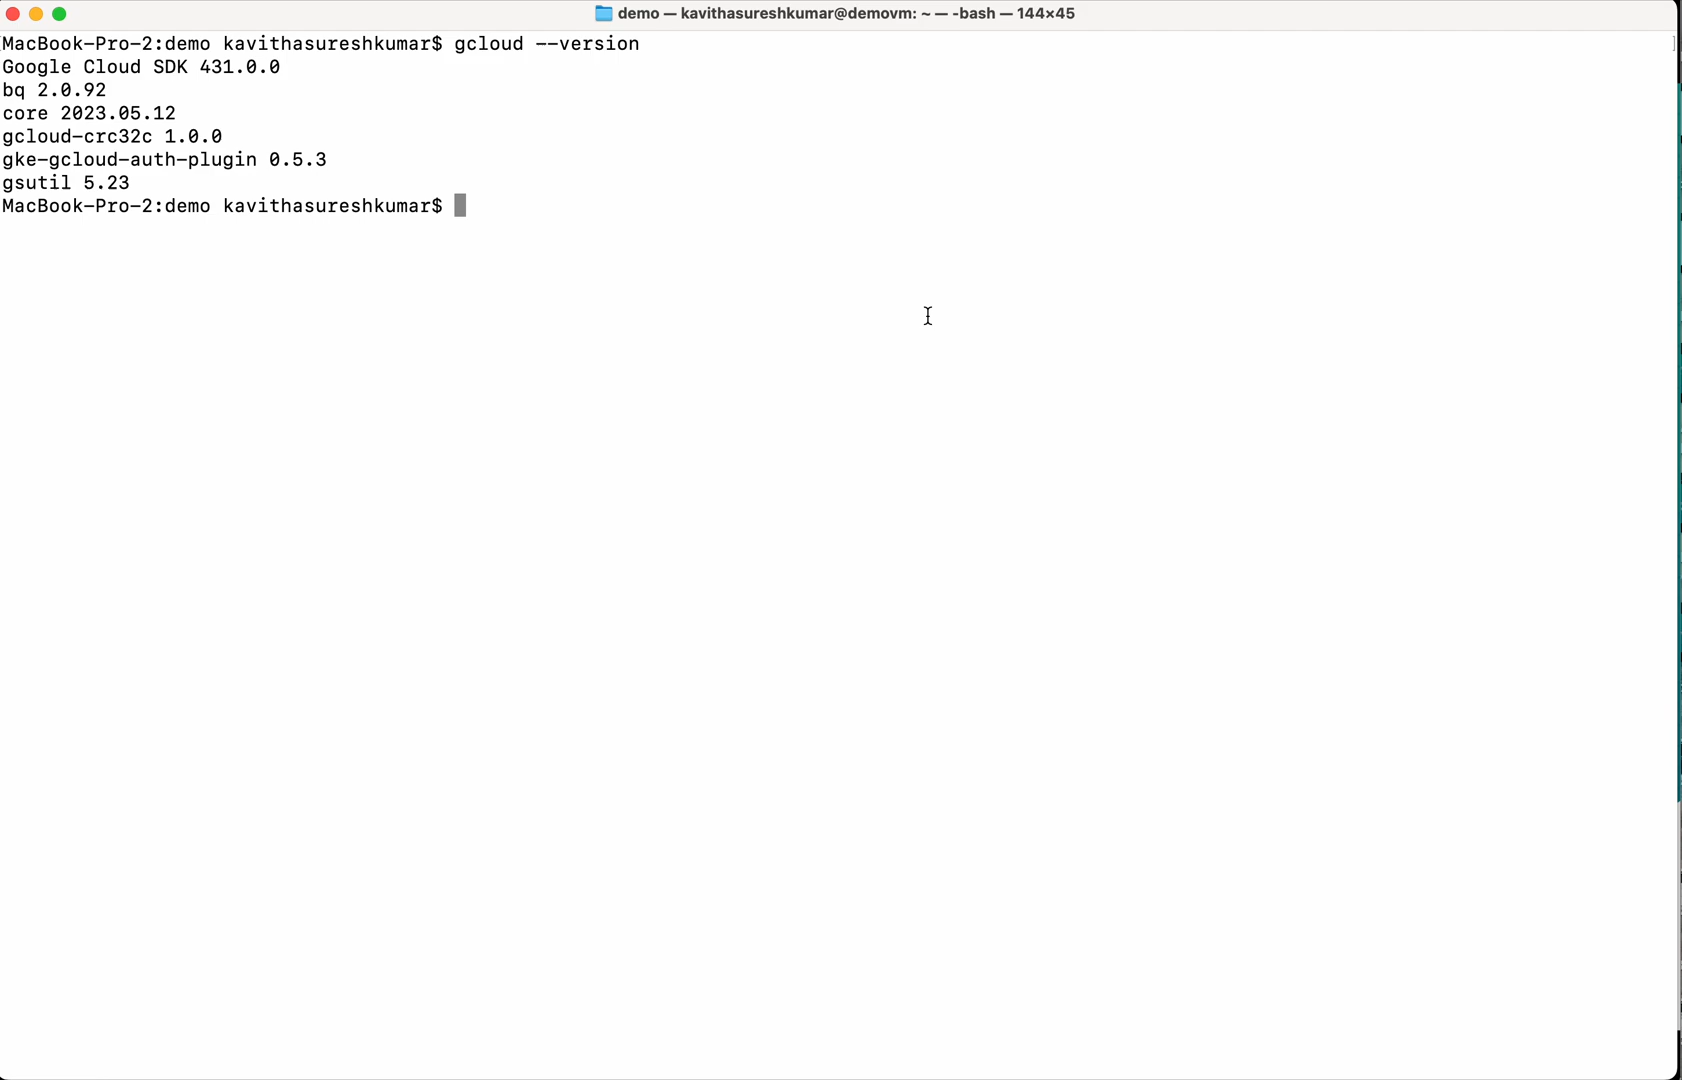 demo — kavithasureshkumar@demovm: ~ — -bash — 144×45
MacBook-Pro-2:demo kavithasureshkumar$ gcloud --version
Google Cloud SDK 431.0.0
bq 2.0.92
core 2023.05.12
gcloud-crc32c 1.0.0
gke-gcloud-auth-plugin 0.5.3
gsutil 5.23
MacBook-Pro-2:demo kavithasureshkumar$